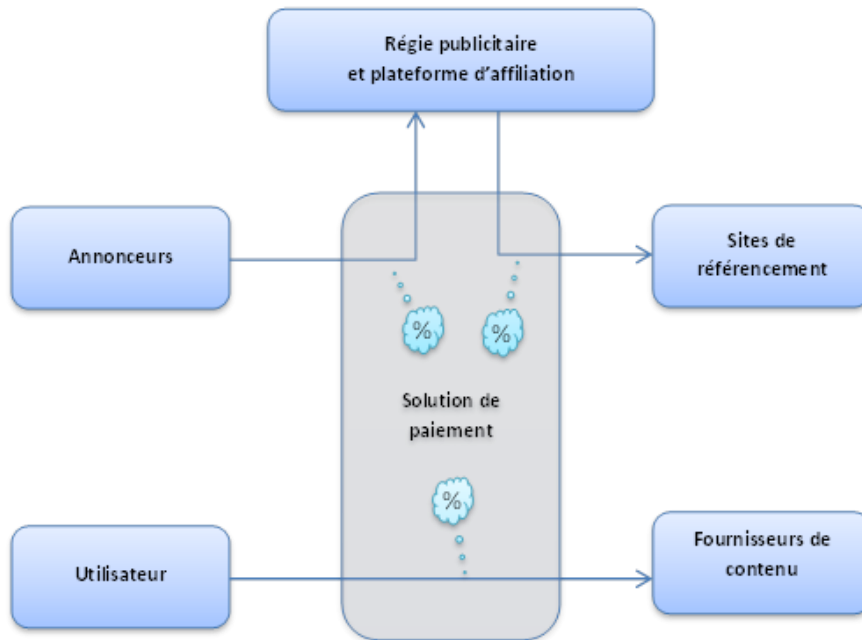 Régie publicitaire
et plateforme d'affiliation
Annonceurs
Sites de
référencement
%
%
Solution de
paiement
%
Utilisateur
Fournisseurs de
contenu